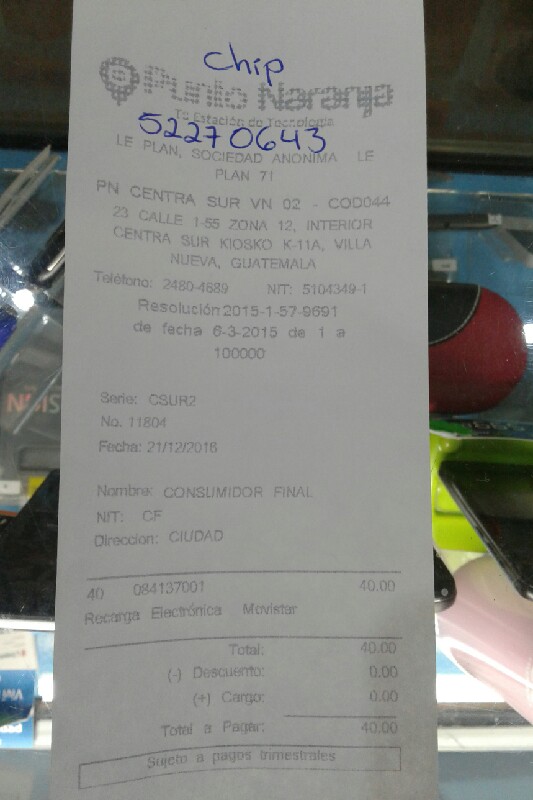 Chip
Punto Naranja
Tu Estación de Tecnología
52270643
LE PLAN, SOCIEDAD ANONIMA LE
PLAN 71
PN CENTRA SUR VN 02 - COD044
23 CALLE 1-55 ZONA 12, INTERIOR
CENTRA SUR KIOSKO K-11A, VILLA
NUEVA, GUATEMALA
Teléfono: 2480-4889 NIT: 5104349-1
Resolución 2015-1-57-9691
de fecha 6-3-2015 de 1 a
100000
Serie: CSUR2
No. 11804
Fecha: 21/12/2016
Nombre: CONSUMIDOR FINAL
NIT: CF
Direccion: CIUDAD
40 084137001 40.00
Recarga Electrónica Movistar
Total: 40.00
(-) Descuento: 0.00
(+) Cargo: 0.00
Total a Pagar: 40.00
Sujeto a pagos trimestrales